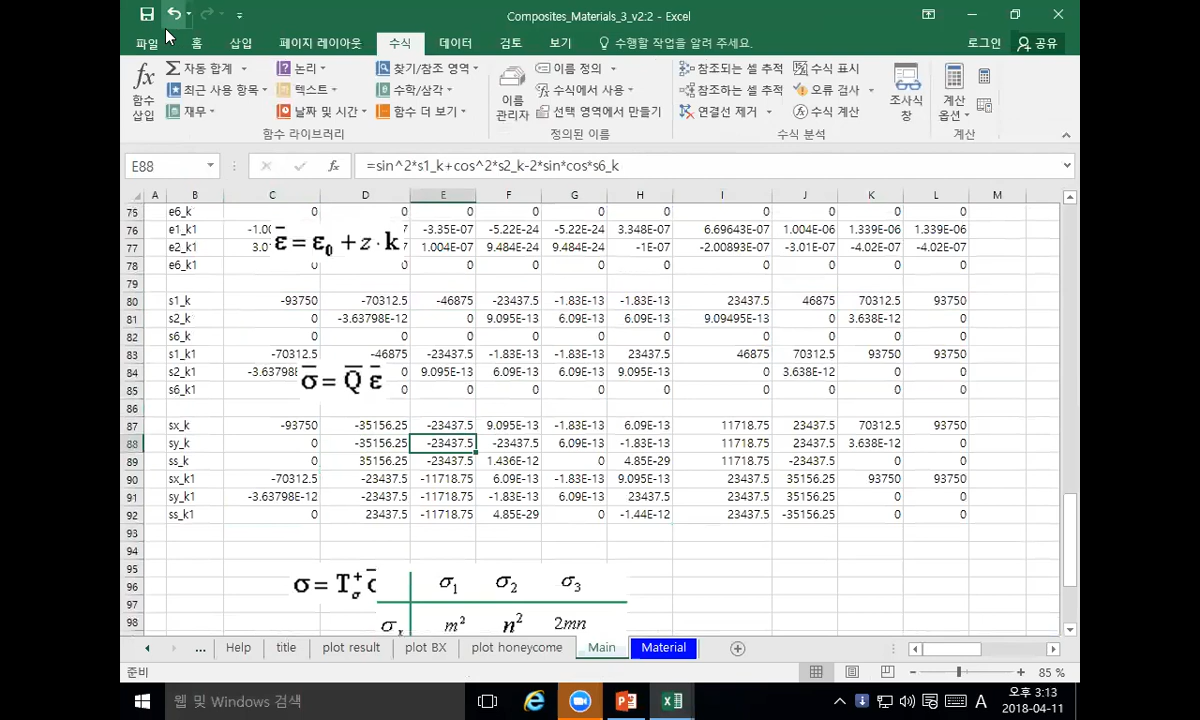 Composites_Materials_3_v2:2 - Excel
파일 홈 삽입 페이지 레이아웃 수식 데이터 검토 보기 수행할 작업을 알려 주세요. 로그인 공유
자동 합계 논리 찾기/참조 영역 이름 정의 참조되는 셀 추적 수식 표시
최근 사용 항목 텍스트 수학/삼각 수식에서 사용 참조하는 셀 추적 오류 검사
재무 날짜 및 시간 함수 더 보기 선택 영역에서 만들기 연결선 제거 수식 계산
함수 삽입 이름 관리자 조사식 창 계산 옵션
함수 라이브러리 정의된 이름 수식 분석 계산
E88 fx =sin^2*s1_k+cos^2*s2_k-2*sin*cos*s6_k
A B C D E F G H I J K L M
75 e6_k 0 0 0 0 0 0 0 0 0 0
76 e1_k1 -1.00 -3.35E-07 -5.22E-24 -5.22E-24 3.348E-07 6.69643E-07 1.004E-06 1.339E-06 1.339E-06
77 e2_k1 3.01 7 1.004E-07 9.484E-24 9.484E-24 -1E-07 -2.00893E-07 -3.01E-07 -4.02E-07 -4.02E-07
ε̄ = ε₀ + z · k
78 e6_k1 0 0 0 0 0 0 0 0 0 0
79
80 s1_k -93750 -70312.5 -46875 -23437.5 -1.83E-13 -1.83E-13 23437.5 46875 70312.5 93750
81 s2_k 0 -3.63798E-12 0 9.095E-13 6.09E-13 6.09E-13 9.09495E-13 0 3.638E-12 0
82 s6_k 0 0 0 0 0 0 0 0 0 0
83 s1_k1 -70312.5 -46875 -23437.5 -1.83E-13 -1.83E-13 23437.5 46875 70312.5 93750 93750
84 s2_k1 -3.63798E 0 9.095E-13 6.09E-13 6.09E-13 9.095E-13 0 3.638E-12 0 0
σ̄ = Q̄ ε̄
85 s6_k1 0 0 0 0 0 0 0 0 0
86
87 sx_k -93750 -35156.25 -23437.5 9.095E-13 -1.83E-13 6.09E-13 11718.75 23437.5 70312.5 93750
88 sy_k 0 -35156.25 -23437.5 -23437.5 6.09E-13 -1.83E-13 11718.75 23437.5 3.638E-12 0
89 ss_k 0 35156.25 -23437.5 1.436E-12 0 4.85E-29 11718.75 -23437.5 0 0
90 sx_k1 -70312.5 -23437.5 -11718.75 6.09E-13 -1.83E-13 9.095E-13 23437.5 35156.25 93750 93750
91 sy_k1 -3.63798E-12 -23437.5 -11718.75 -1.83E-13 6.09E-13 23437.5 23437.5 35156.25 0 0
92 ss_k1 0 23437.5 -11718.75 4.85E-29 0 -1.44E-12 23437.5 -35156.25 0 0
93
94
95
96 σ = T σ₁ σ₂ σ₃
97
98 m² n² 2mn
... Help title plot result plot BX plot honeycome Main Material
준비 85 %
웹 및 Windows 검색 A 오후 3:13
2018-04-11